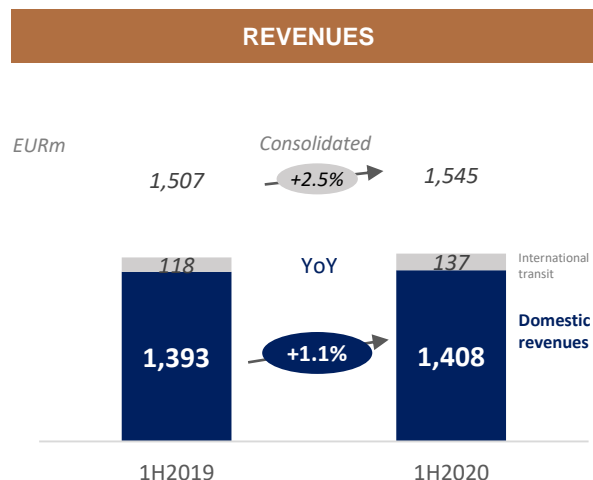 REVENUES
EURm
Consolidated
1,507
+2.5%
1,545
118
YoY
137
International
transit
1,393
+1.1%
1,408
Domestic
revenues
1H2019
1H2020